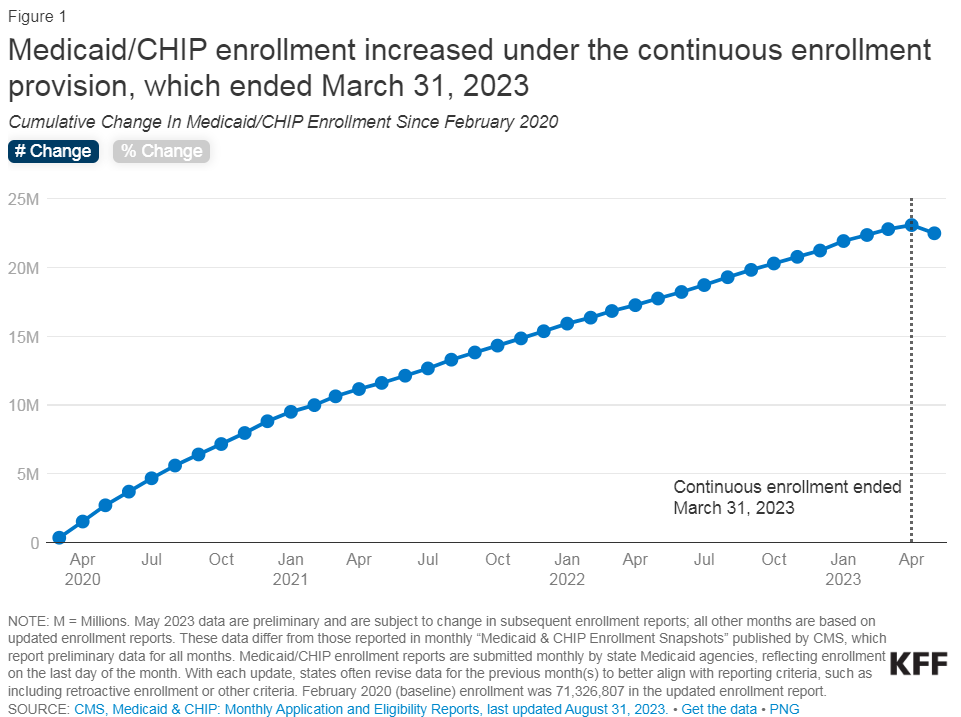 Figure 1
Medicaid/CHIP enrollment increased under the continuous enrollment
provision, which ended March 31, 2023
Cumulative Change In Medicaid/CHIP Enrollment Since February 2020
# Change % Change
25M
20M
15M
10M
5M
0
Continuous enrollment ended
March 31, 2023
Apr Jul Oct Jan Apr Jul Oct Jan Apr Jul Oct Jan Apr
2020 2021 2022 2023
NOTE: M = Millions. May 2023 data are preliminary and are subject to change in subsequent enrollment reports; all other months are based on
updated enrollment reports. These data differ from those reported in monthly “Medicaid & CHIP Enrollment Snapshots” published by CMS, which
report preliminary data for all months. Medicaid/CHIP enrollment reports are submitted monthly by state Medicaid agencies, reflecting enrollment
on the last day of the month. With each update, states often revise data for the previous month(s) to better align with reporting criteria, such as
including retroactive enrollment or other criteria. February 2020 (baseline) enrollment was 71,326,807 in the updated enrollment report.
SOURCE: CMS, Medicaid & CHIP: Monthly Application and Eligibility Reports, last updated August 31, 2023. • Get the data • PNG
KFF